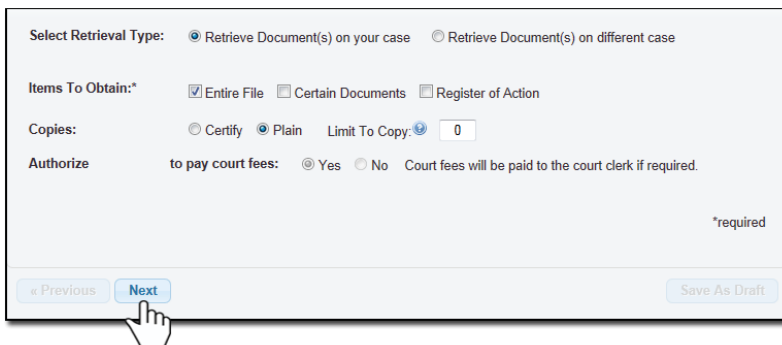 Select Retrieval Type: Retrieve Document(s) on your case Retrieve Document(s) on different case
Items To Obtain:* Entire File Certain Documents Register of Action
Copies: Certify Plain Limit To Copy: 0
Authorize to pay court fees: Yes No Court fees will be paid to the court clerk if required.
*required
« Previous Next Save As Draft